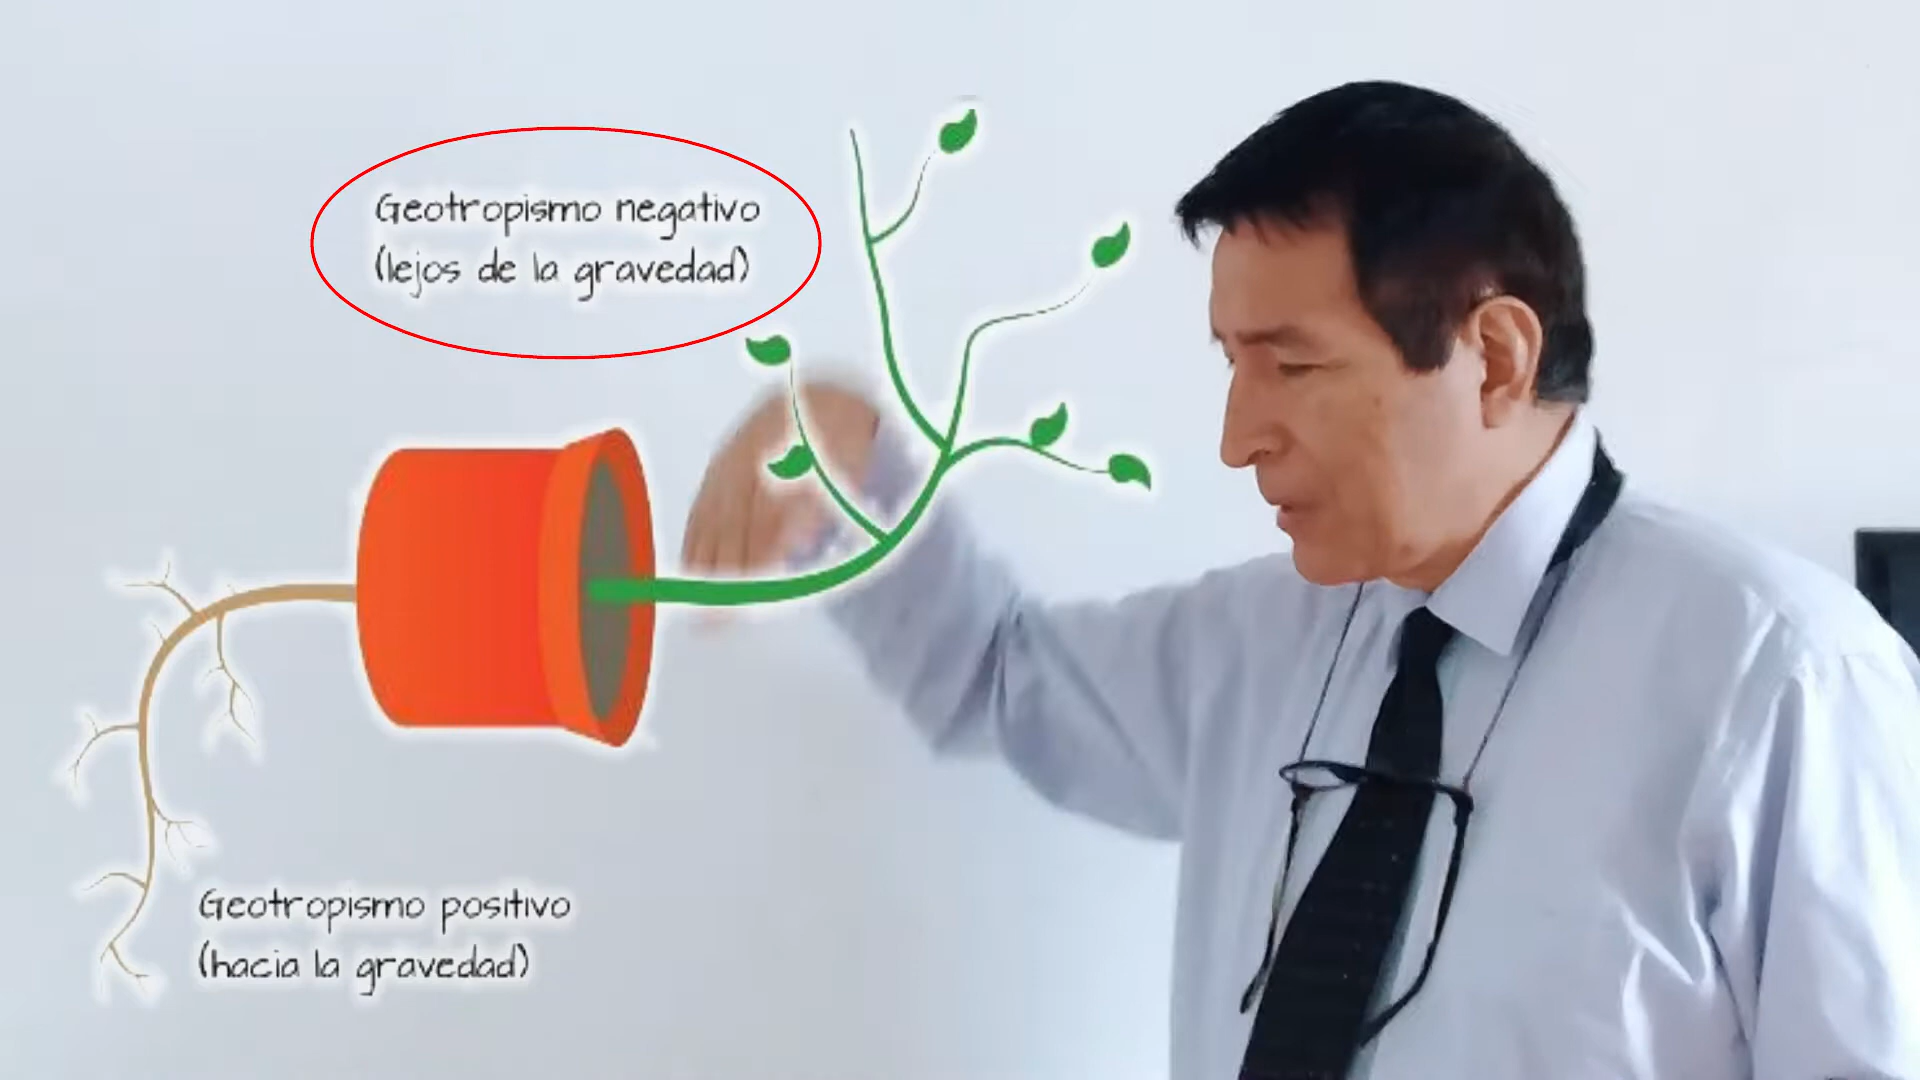 Geotropismo negativo
(lejos de la gravedad)
Geotropismo positivo
(hacia la gravedad)